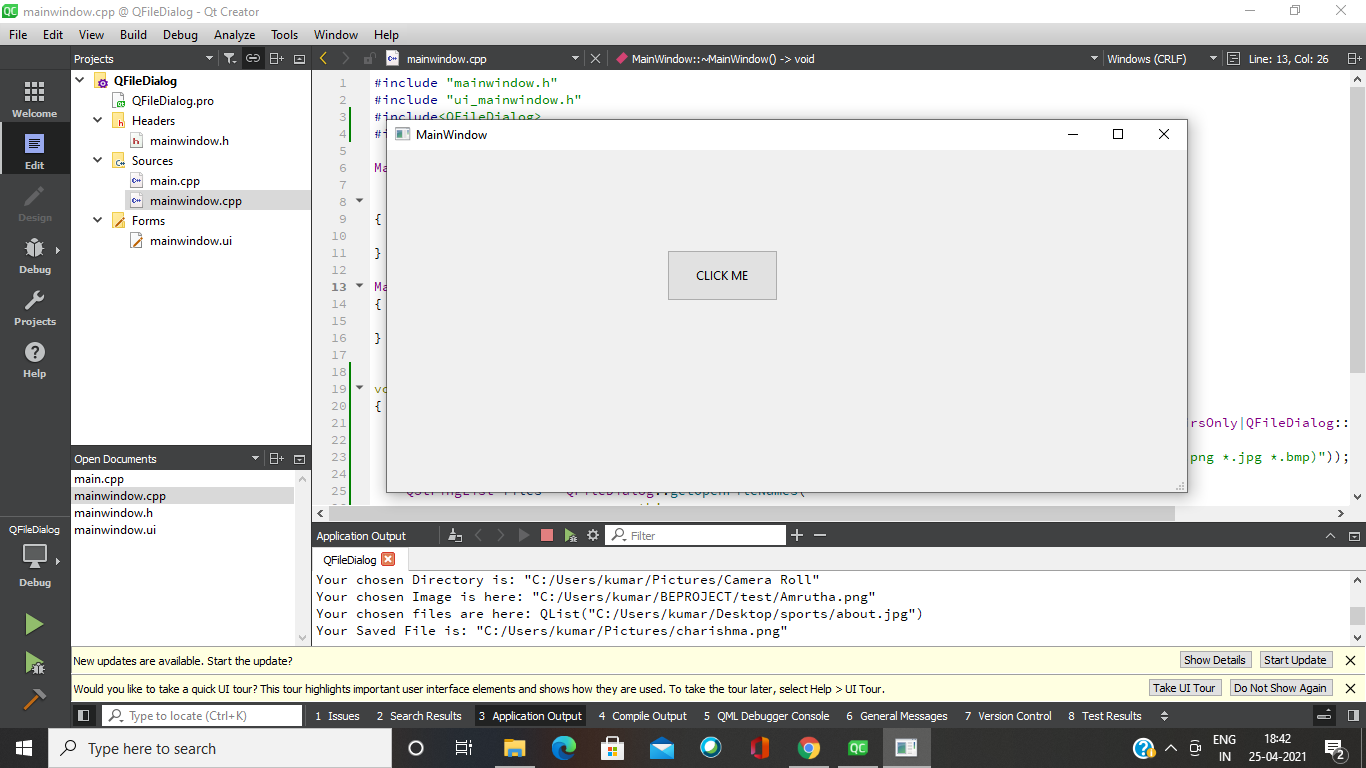 mainwindow.cpp @ QFileDialog - Qt Creator
File Edit View Build Debug Analyze Tools Window Help
Projects
mainwindow.cpp
MainWindow::~MainWindow() -> void
Windows (CRLF)
Line: 13, Col: 26
Welcome
Edit
Design
Debug
Projects
Help
QFileDialog
Debug
QFileDialog
QFileDialog.pro
Headers
mainwindow.h
Sources
main.cpp
mainwindow.cpp
Forms
mainwindow.ui
Open Documents
main.cpp
mainwindow.cpp
mainwindow.h
mainwindow.ui
1 #include "mainwindow.h"
2 #include "ui_mainwindow.h"
3 #include<QFileDialog>
4 #i
5
6 Ma
7
8
9 {
10
11 }
12
13 Ma
14 {
15
16 }
17
18
19 vo
20 {
21 rsOnly|QFileDialog::
22
23 png *.jpg *.bmp)"));
24
25 QStringList files = QFileDialog::getOpenFileNames(
MainWindow
CLICK ME
Application Output
Filter
QFileDialog
Your chosen Directory is: "C:/Users/kumar/Pictures/Camera Roll"
Your chosen Image is here: "C:/Users/kumar/BEPROJECT/test/Amrutha.png"
Your chosen files are here: QList("C:/Users/kumar/Desktop/sports/about.jpg")
Your Saved File is: "C:/Users/kumar/Pictures/charishma.png"
New updates are available. Start the update?
Show Details
Start Update
Would you like to take a quick UI tour? This tour highlights important user interface elements and shows how they are used. To take the tour later, select Help > UI Tour.
Take UI Tour
Do Not Show Again
Type to locate (Ctrl+K)
1 Issues 2 Search Results 3 Application Output 4 Compile Output 5 QML Debugger Console 6 General Messages 7 Version Control 8 Test Results
Type here to search
ENG
IN
18:42
25-04-2021
2